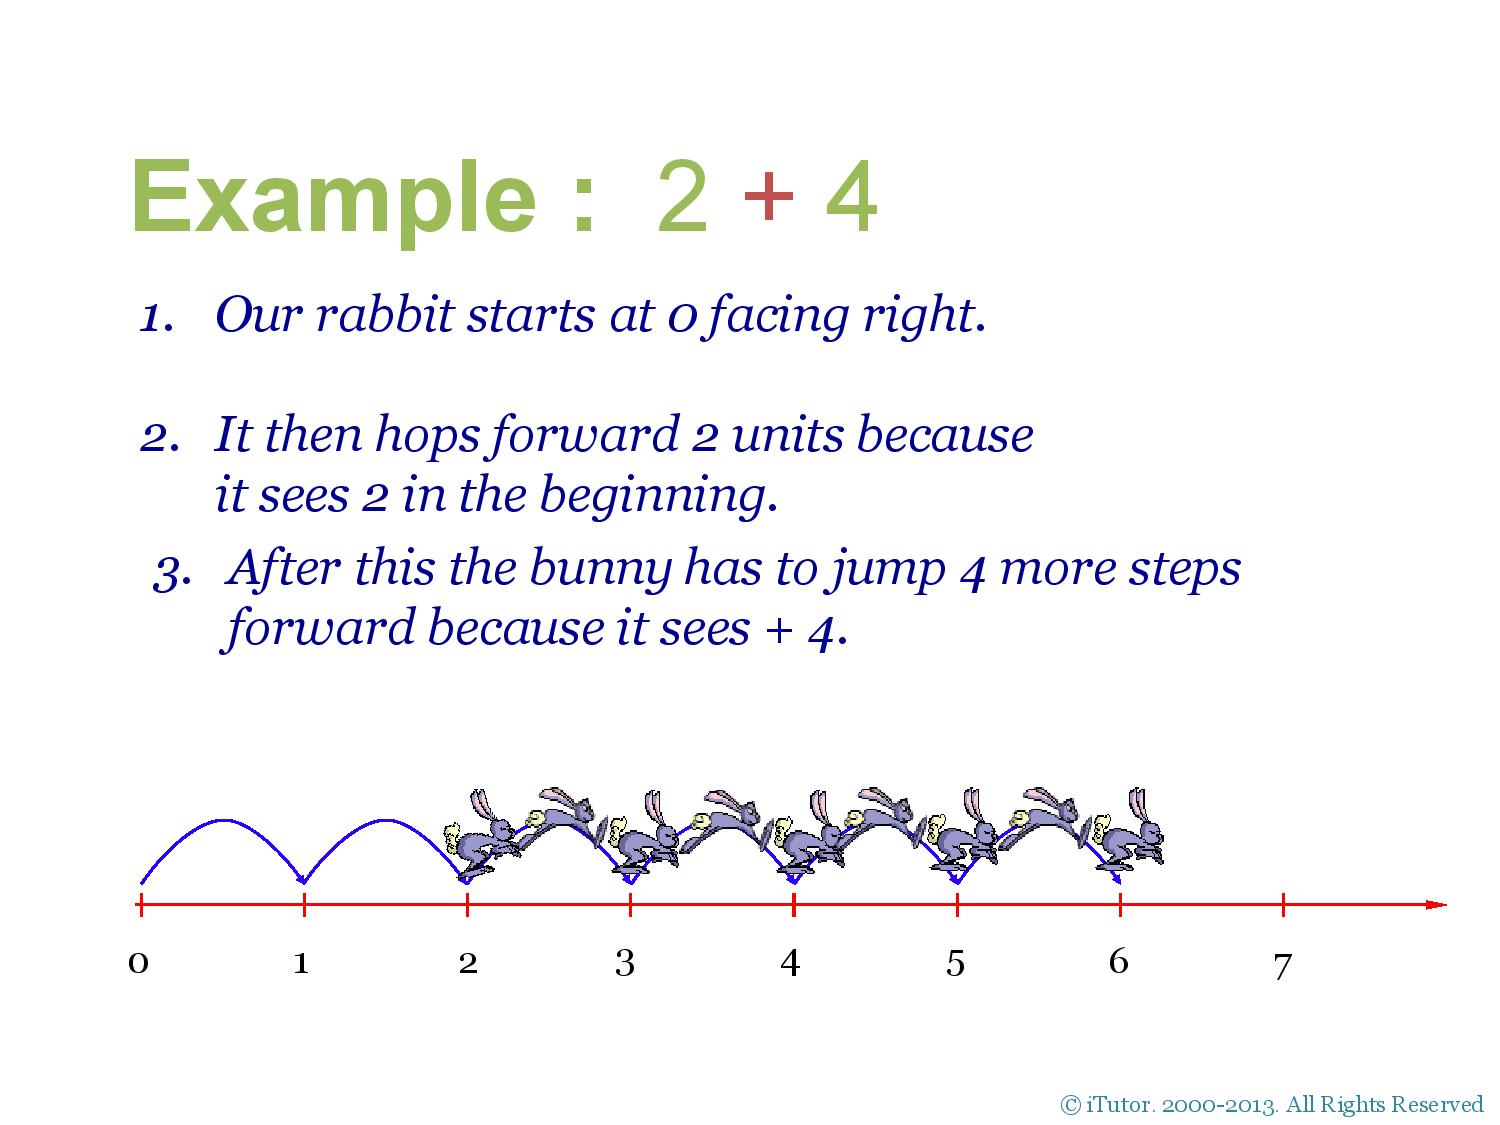 Example : 2 + 4
1. Our rabbit starts at 0 facing right.
2. It then hops forward 2 units because
it sees 2 in the beginning.
3. After this the bunny has to jump 4 more steps
forward because it sees + 4.
0 1 2 3 4 5 6 7
© iTutor. 2000-2013. All Rights Reserved